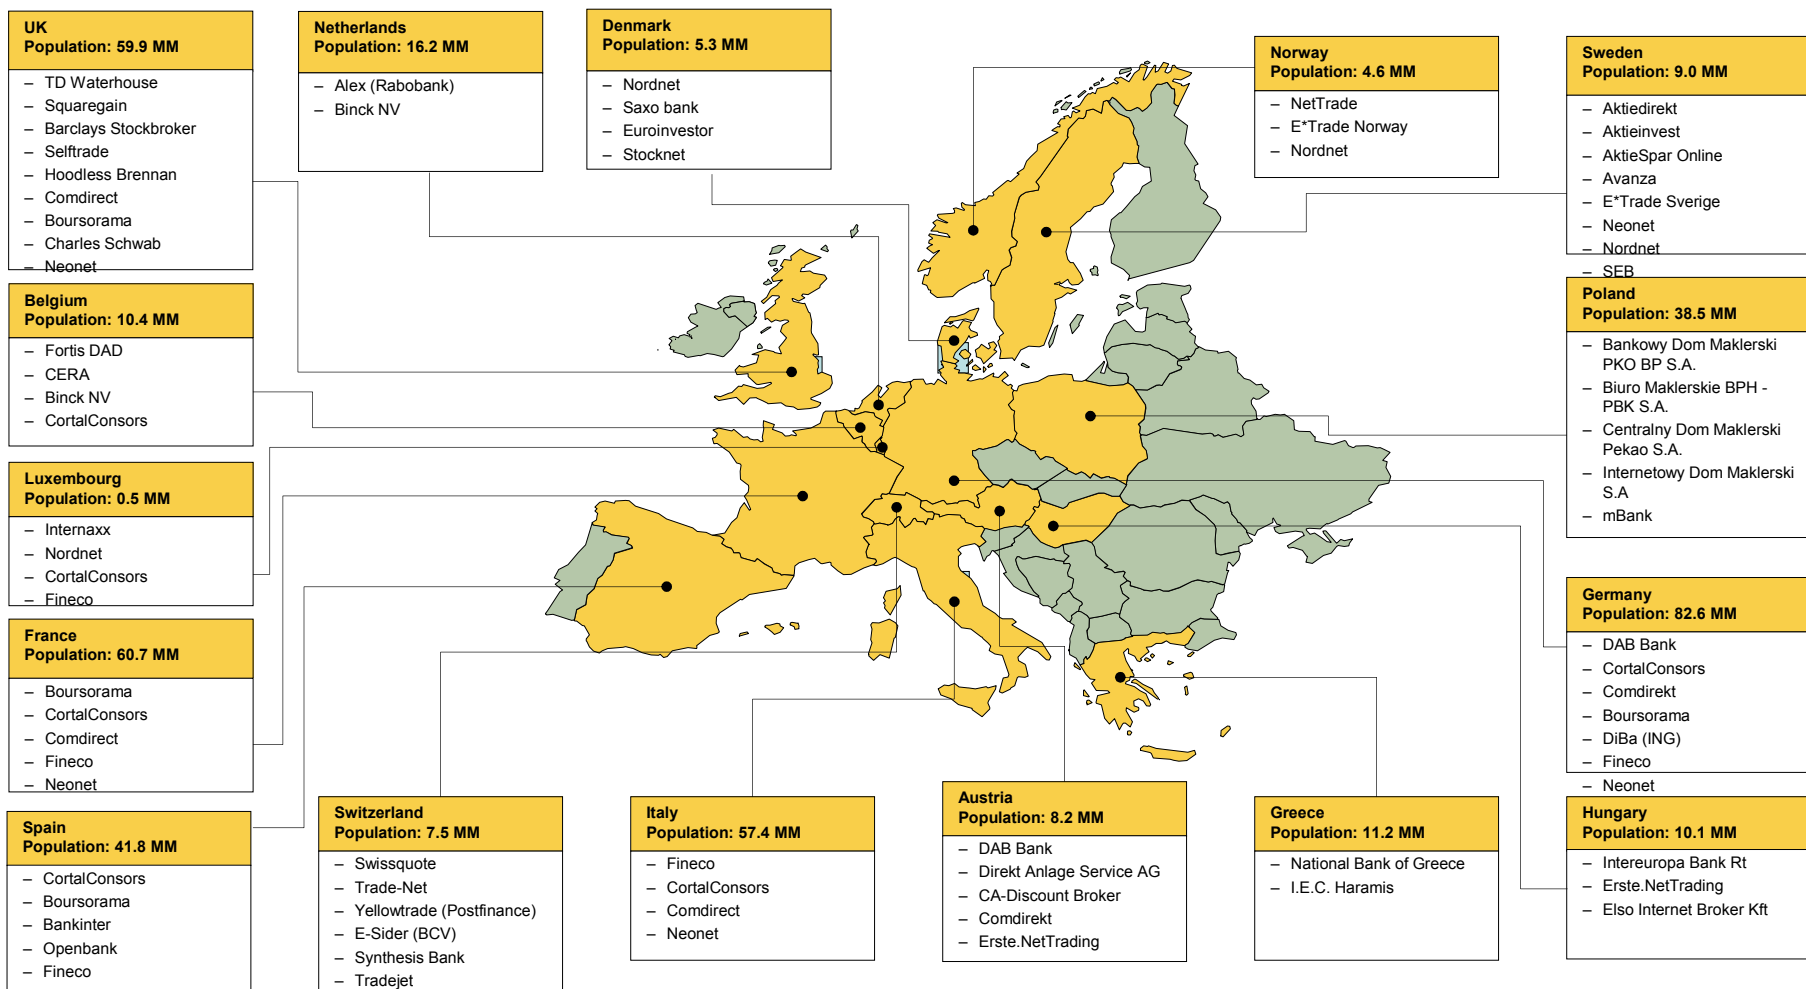 UK
Population: 59.9 MM
– TD Waterhouse
– Squaregain
– Barclays Stockbroker
– Selftrade
– Hoodless Brennan
– Comdirect
– Boursorama
– Charles Schwab
– Neonet
Netherlands
Population: 16.2 MM
– Alex (Rabobank)
– Binck NV
Denmark
Population: 5.3 MM
– Nordnet
– Saxo bank
– Euroinvestor
– Stocknet
Norway
Population: 4.6 MM
– NetTrade
– E*Trade Norway
– Nordnet
Sweden
Population: 9.0 MM
– Aktiedirekt
– Aktieinvest
– AktieSpar Online
– Avanza
– E*Trade Sverige
– Neonet
– Nordnet
– SEB
Belgium
Population: 10.4 MM
– Fortis DAD
– CERA
– Binck NV
– CortalConsors
Poland
Population: 38.5 MM
– Bankowy Dom Maklerski
PKO BP S.A.
– Biuro Maklerskie BPH -
PBK S.A.
– Centralny Dom Maklerski
Pekao S.A.
– Internetowy Dom Maklerski
S.A
– mBank
Luxembourg
Population: 0.5 MM
– Internaxx
– Nordnet
– CortalConsors
– Fineco
France
Population: 60.7 MM
– Boursorama
– CortalConsors
– Comdirect
– Fineco
– Neonet
Germany
Population: 82.6 MM
– DAB Bank
– CortalConsors
– Comdirekt
– Boursorama
– DiBa (ING)
– Fineco
– Neonet
Spain
Population: 41.8 MM
– CortalConsors
– Boursorama
– Bankinter
– Openbank
– Fineco
Switzerland
Population: 7.5 MM
– Swissquote
– Trade-Net
– Yellowtrade (Postfinance)
– E-Sider (BCV)
– Synthesis Bank
– Tradejet
Italy
Population: 57.4 MM
– Fineco
– CortalConsors
– Comdirect
– Neonet
Austria
Population: 8.2 MM
– DAB Bank
– Direkt Anlage Service AG
– CA-Discount Broker
– Comdirekt
– Erste.NetTrading
Greece
Population: 11.2 MM
– National Bank of Greece
– I.E.C. Haramis
Hungary
Population: 10.1 MM
– Intereuropa Bank Rt
– Erste.NetTrading
– Elso Internet Broker Kft